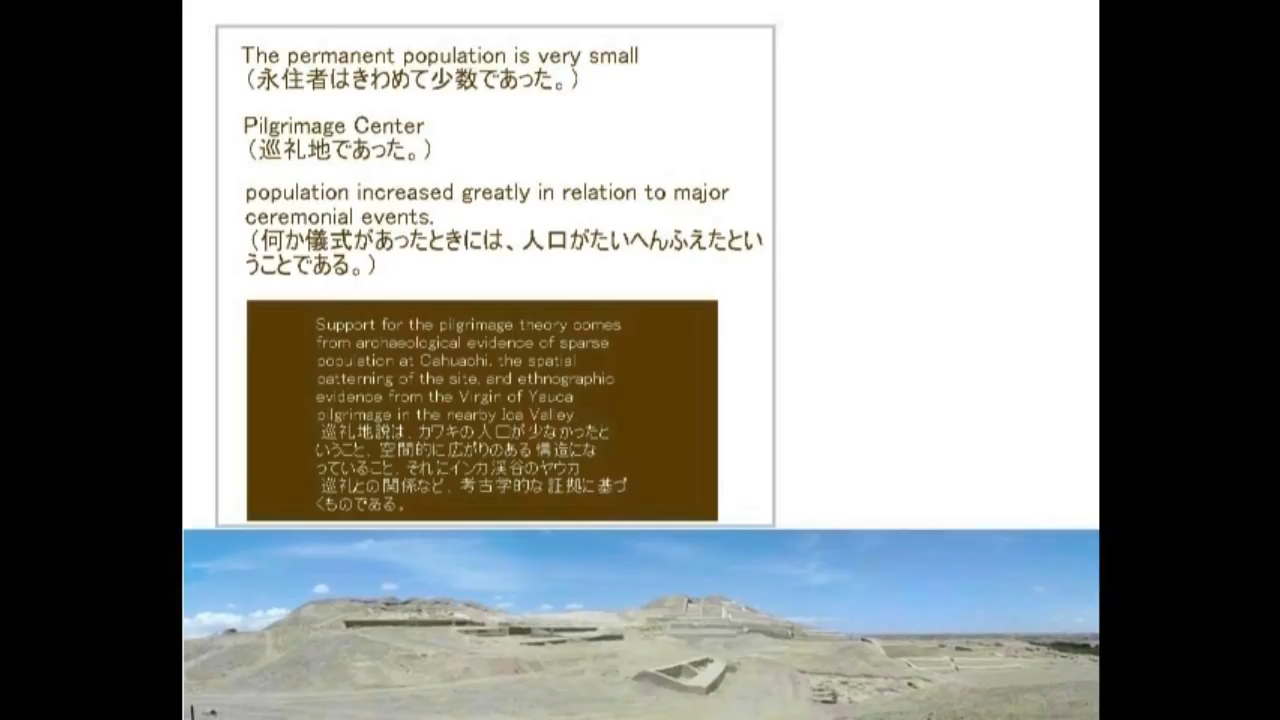 The permanent population is very small
（永住者はきわめて少数であった。）
Pilgrimage Center
（巡礼地であった。）
population increased greatly in relation to major
ceremonial events.
（何か儀式があったときには、人口がたいへんふえたとい
うことである。）
Support for the pilgrimage theory comes
from archaeological evidence of sparse
population at Cahuachi, the spatial
patterning of the site, and ethnographic
evidence from the Virgin of Yauca
pilgrimage in the nearby Ica Valley.
巡礼地説は、カワキの人口が少なかったと
いうこと、空間的に広がりのある構造にな
っていること、それにインカ渓谷のヤウカ
巡礼との関係など、考古学的な証拠に基づ
くものである。